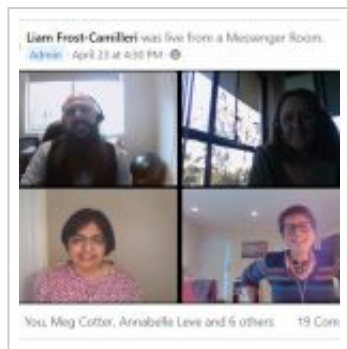 Liam Frost-Camilleri was live from a Messenger Room.
Admin · April 23 at 4:30 PM ·
You, Meg Cotter, Annabelle Leve and 6 others 19 Com